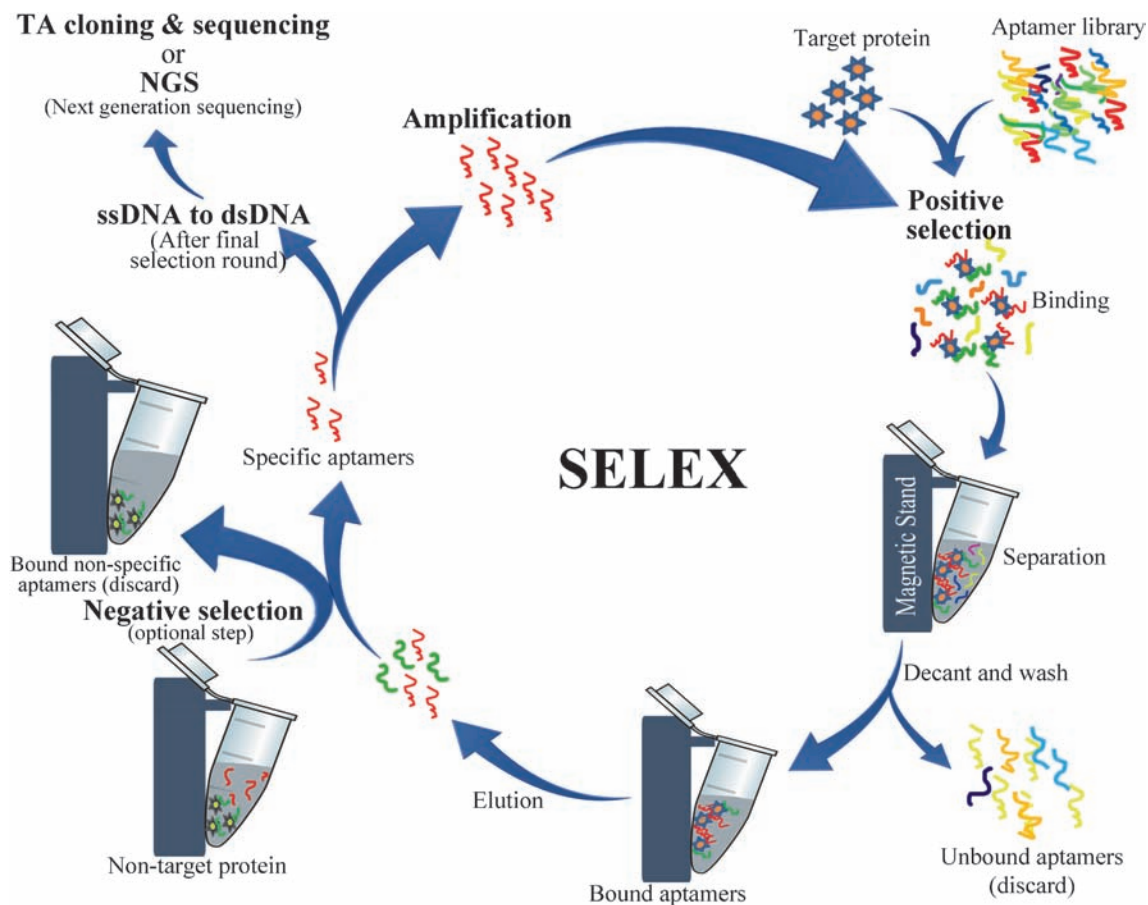 TA cloning & sequencing
or
NGS
(Next generation sequencing)
Target protein
Aptamer library
Amplification
ssDNA to dsDNA
(After final
selection round)
Positive
selection
Binding
Specific aptamers
SELEX
Magnetic Stand
Separation
Bound non-specific
aptamers (discard)
Negative selection
(optional step)
Decant and wash
Elution
Non-target protein
Bound aptamers
Unbound aptamers
(discard)